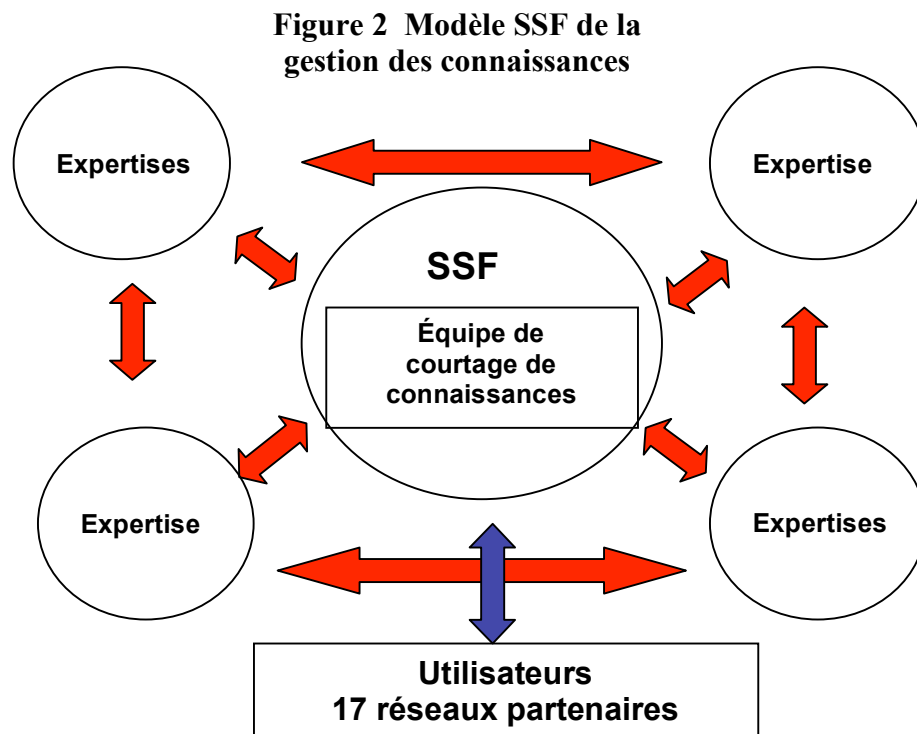 Figure 2 Modèle SSF de la
gestion des connaissances
Expertises
Expertise
SSF
Équipe de
courtage de
connaissances
Expertise
Expertises
Utilisateurs
17 réseaux partenaires